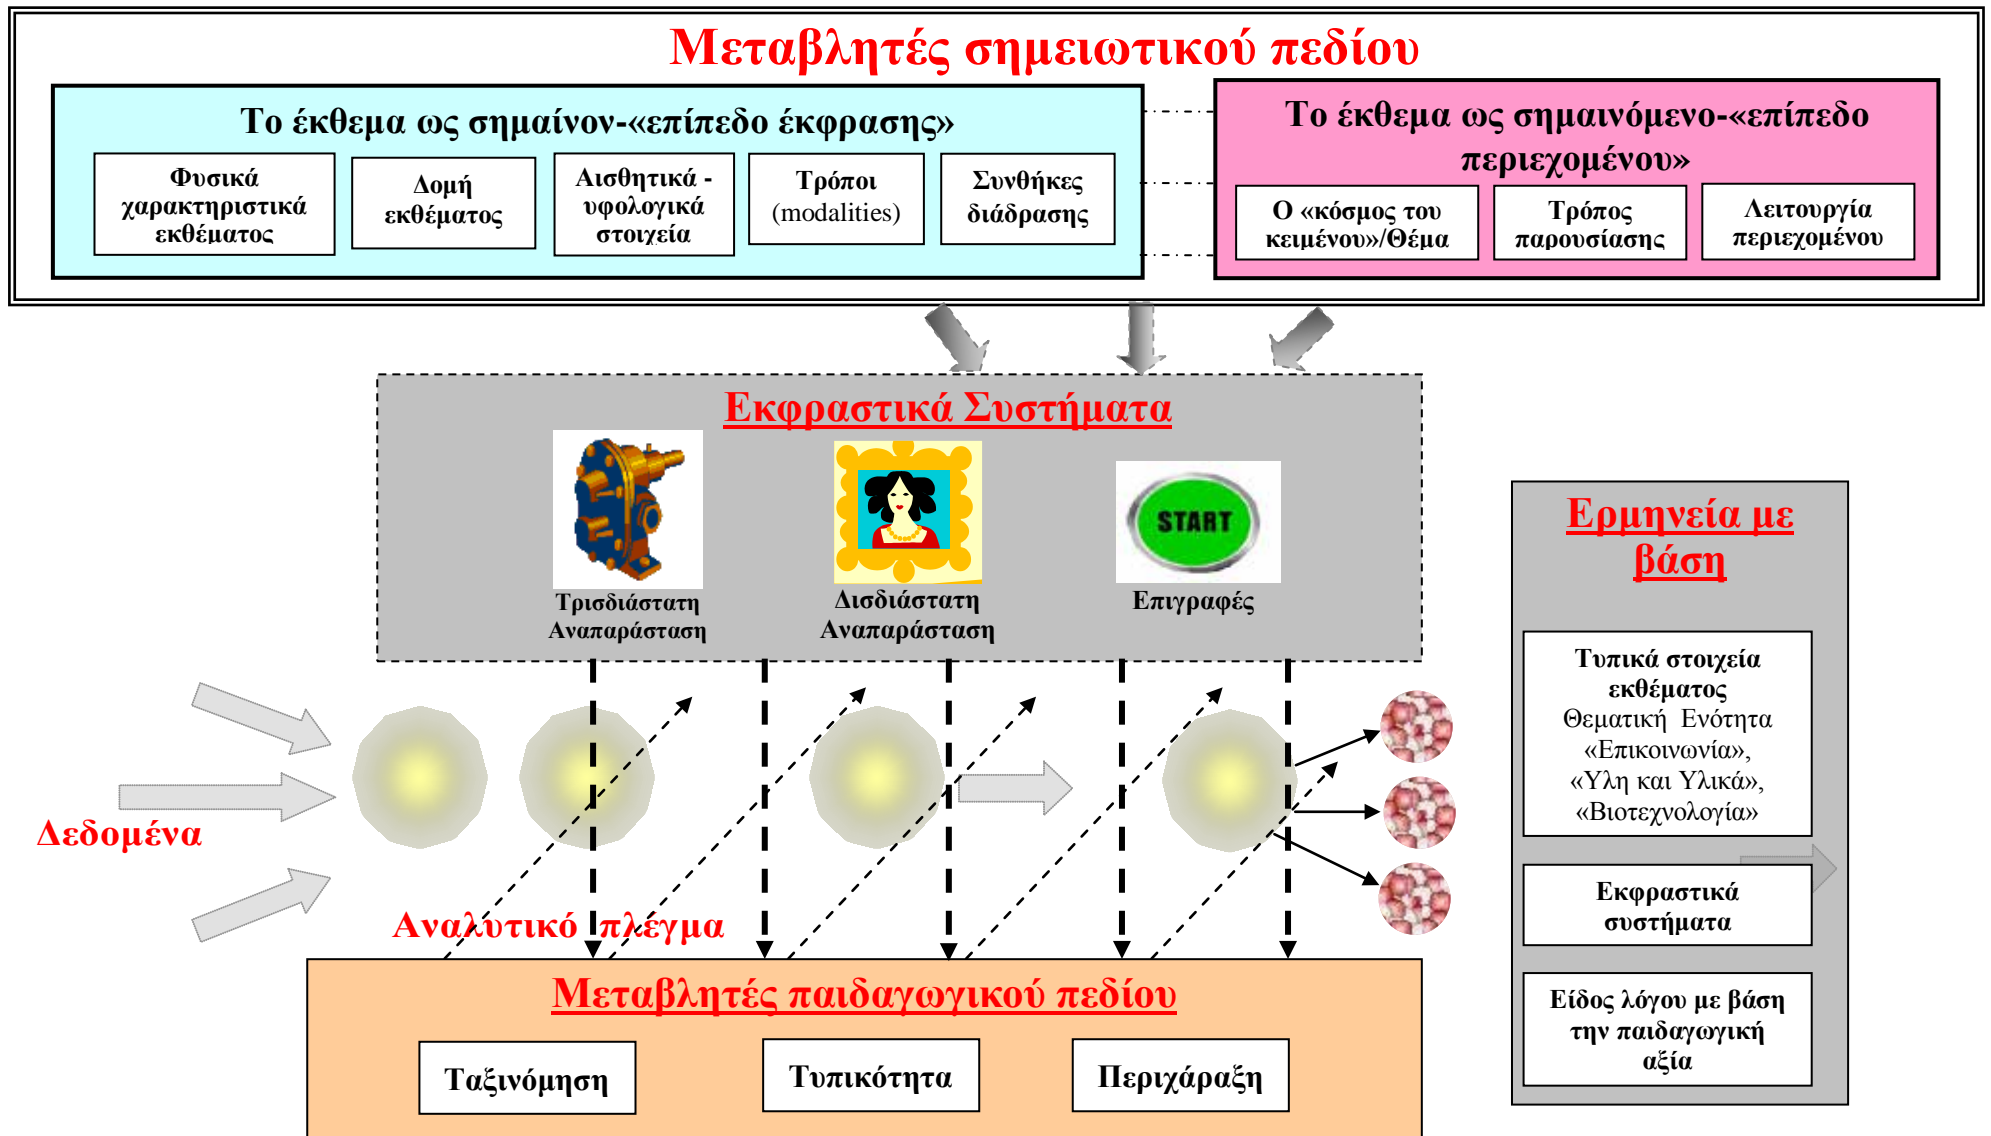 Μεταβλητές σημειωτικού πεδίου
Το έκθεμα ως σημαίνον-«επίπεδο έκφρασης»
Φυσικά
χαρακτηριστικά
εκθέματος
Δομή
εκθέματος
Αισθητικά -
υφολογικά
στοιχεία
Τρόποι
(modalities)
Συνθήκες
διάδρασης
Το έκθεμα ως σημαινόμενο-«επίπεδο
περιεχομένου»
Ο «κόσμος του
κειμένου»/Θέμα
Τρόπος
παρουσίασης
Λειτουργία
περιεχομένου
Εκφραστικά Συστήματα
START
Τρισδιάστατη
Αναπαράσταση
Δισδιάστατη
Αναπαράσταση
Επιγραφές
Δεδομένα
Αναλυτικό πλέγμα
Μεταβλητές παιδαγωγικού πεδίου
Ταξινόμηση
Τυπικότητα
Περιχάραξη
Ερμηνεία με
βάση
Τυπικά στοιχεία
εκθέματος
Θεματική Ενότητα
«Επικοινωνία»,
«Υλη και Υλικά»,
«Βιοτεχνολογία»
Εκφραστικά
συστήματα
Είδος λόγου με βάση
την παιδαγωγική
αξία